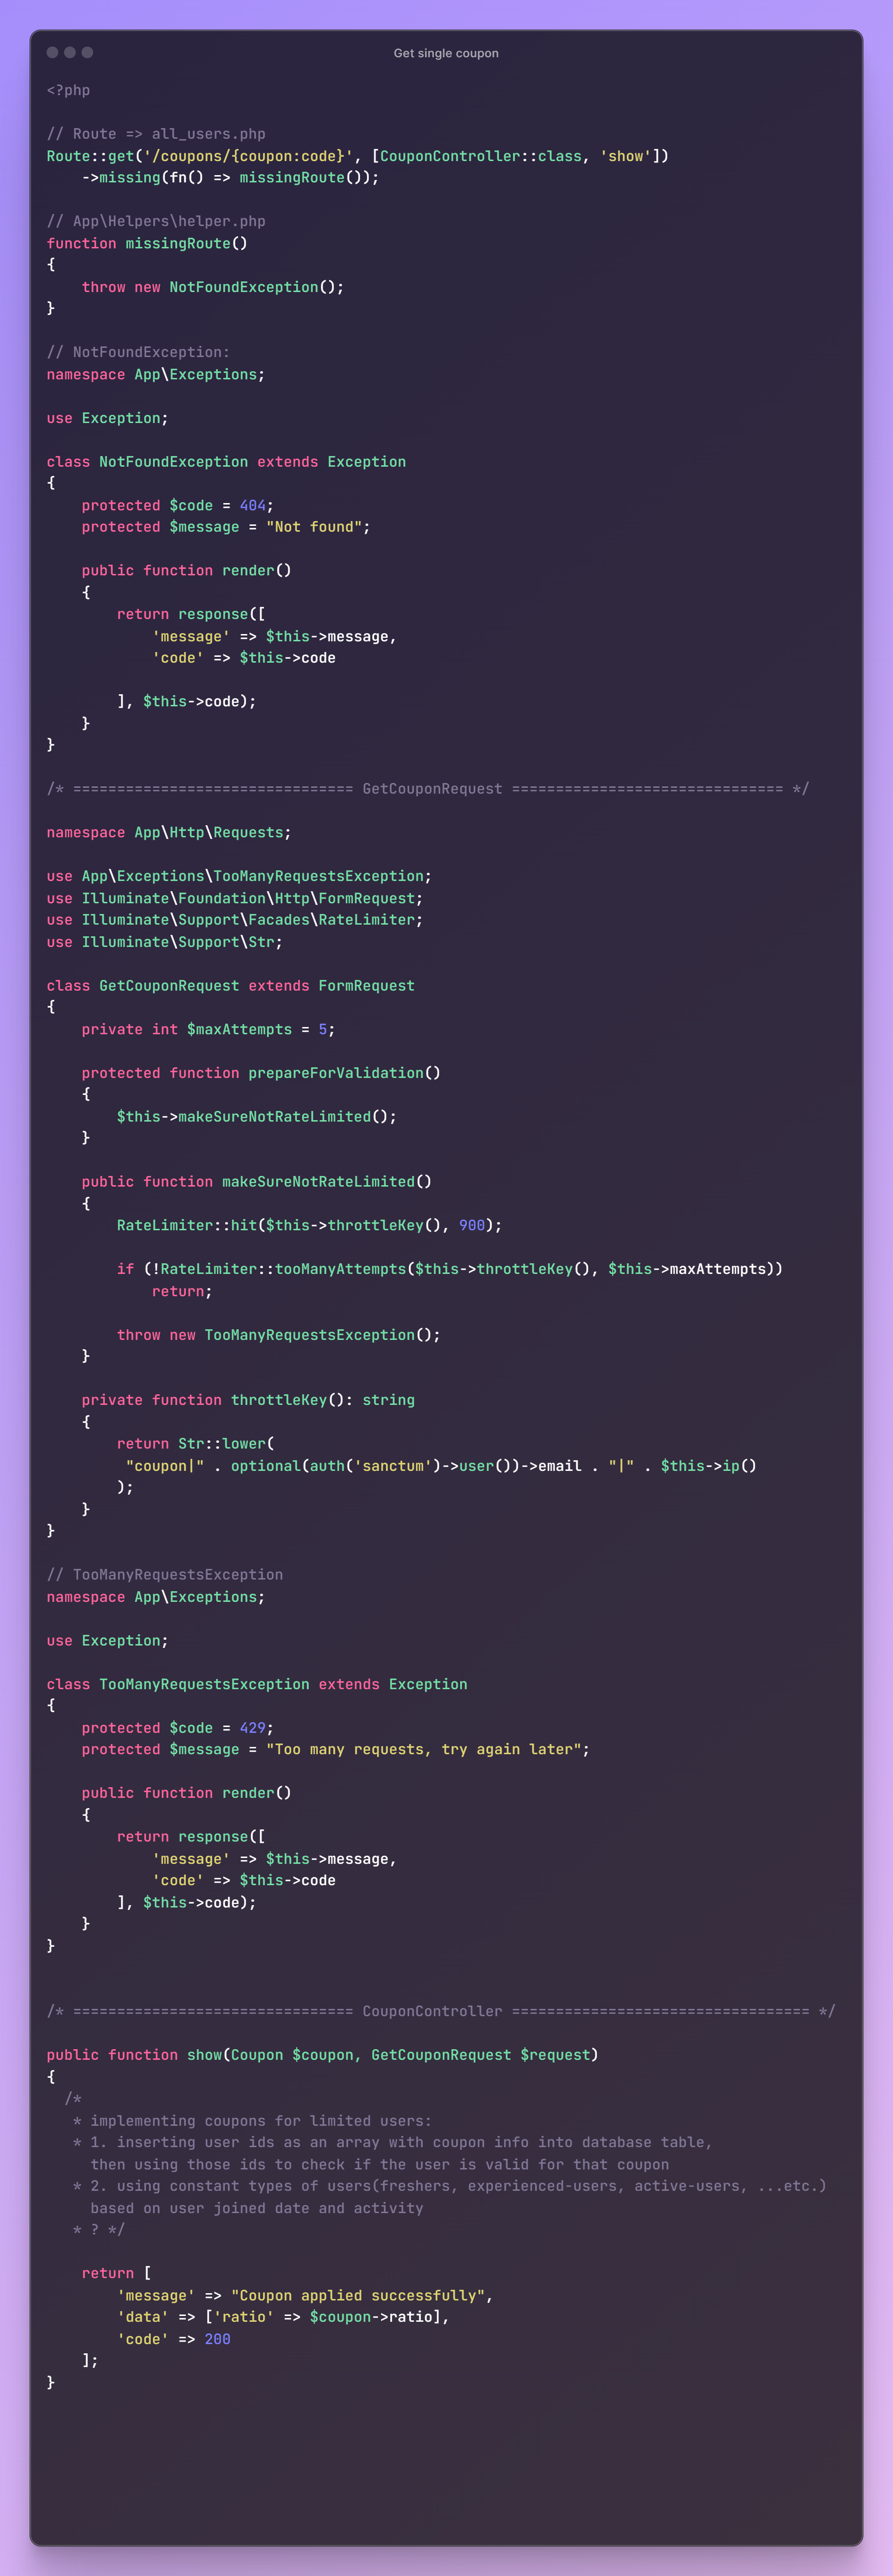 Get single coupon
<?php
// Route => all_users.php
Route::get('/coupons/{coupon:code}', [CouponController::class, 'show'])
    ->missing(fn() => missingRoute());
// App\Helpers\helper.php
function missingRoute()
{
    throw new NotFoundException();
}
// NotFoundException:
namespace App\Exceptions;
use Exception;
class NotFoundException extends Exception
{
    protected $code = 404;
    protected $message = "Not found";
    public function render()
    {
        return response([
            'message' => $this->message,
            'code' => $this->code
        ], $this->code);
    }
}
/* ================================ GetCouponRequest =============================== */
namespace App\Http\Requests;
use App\Exceptions\TooManyRequestsException;
use Illuminate\Foundation\Http\FormRequest;
use Illuminate\Support\Facades\RateLimiter;
use Illuminate\Support\Str;
class GetCouponRequest extends FormRequest
{
    private int $maxAttempts = 5;
    protected function prepareForValidation()
    {
        $this->makeSureNotRateLimited();
    }
    public function makeSureNotRateLimited()
    {
        RateLimiter::hit($this->throttleKey(), 900);
        if (!RateLimiter::tooManyAttempts($this->throttleKey(), $this->maxAttempts))
            return;
        throw new TooManyRequestsException();
    }
    private function throttleKey(): string
    {
        return Str::lower(
         "coupon|" . optional(auth('sanctum')->user())->email . "|" . $this->ip()
        );
    }
}
// TooManyRequestsException
namespace App\Exceptions;
use Exception;
class TooManyRequestsException extends Exception
{
    protected $code = 429;
    protected $message = "Too many requests, try again later";
    public function render()
    {
        return response([
            'message' => $this->message,
            'code' => $this->code
        ], $this->code);
    }
}
/* ================================ CouponController ================================== */
public function show(Coupon $coupon, GetCouponRequest $request)
{
  /*
   * implementing coupons for limited users:
   * 1. inserting user ids as an array with coupon info into database table,
     then using those ids to check if the user is valid for that coupon
   * 2. using constant types of users(freshers, experienced-users, active-users, ...etc.)
     based on user joined date and activity
   * ? */
    return [
        'message' => "Coupon applied successfully",
        'data' => ['ratio' => $coupon->ratio],
        'code' => 200
    ];
}